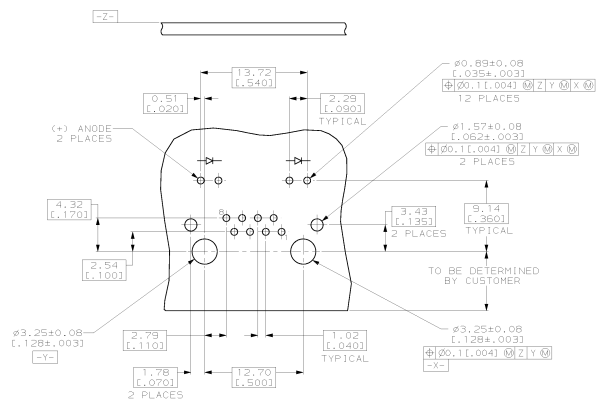 -Z-
13.72
[.540]
ø0.89±0.08
[.035±.003]
⌖ Ø0.1[.004] Ⓜ Z Y Ⓜ X Ⓜ
12 PLACES
0.51
[.020]
2.29
[.090]
TYPICAL
(+) ANODE
2 PLACES
ø1.57±0.08
[.062±.003]
⌖ Ø0.1[.004] Ⓜ Z Y Ⓜ X Ⓜ
2 PLACES
4.32
[.170]
8
1
3.43
[.135]
2 PLACES
9.14
[.360]
TYPICAL
2.54
[.100]
TO BE DETERMINED
BY CUSTOMER
ø3.25±0.08
[.128±.003]
-Y-
2.79
[.110]
1.02
[.040]
TYPICAL
ø3.25±0.08
[.128±.003]
⌖ Ø0.1[.004] Ⓜ Z Y Ⓜ
-X-
1.78
[.070]
2 PLACES
12.70
[.500]